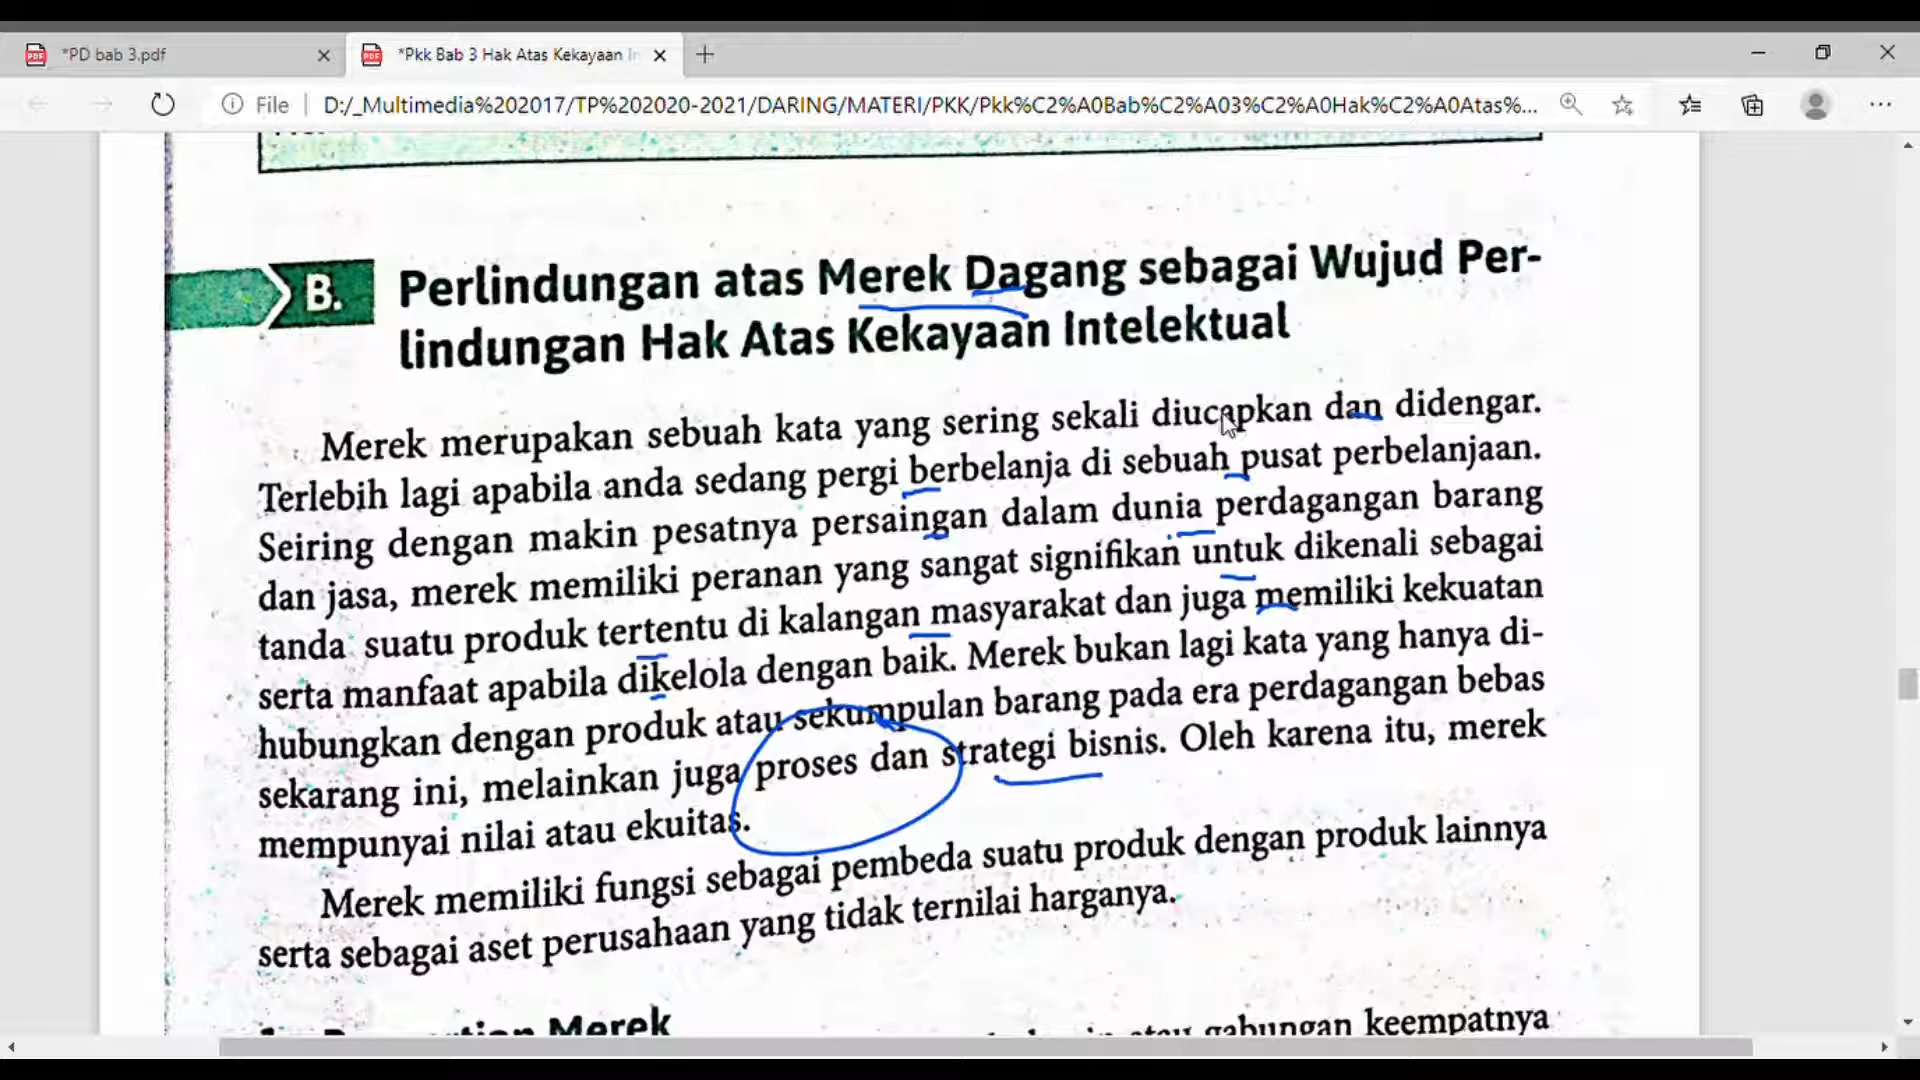 *PD bab 3.pdf
*Pkk Bab 3 Hak Atas Kekayaan In
File
D:/_Multimedia%202017/TP%202020-2021/DARING/MATERI/PKK/Pkk%C2%A0Bab%C2%A03%C2%A0Hak%C2%A0Atas%...
B. Perlindungan atas Merek Dagang sebagai Wujud Per-
lindungan Hak Atas Kekayaan Intelektual
Merek merupakan sebuah kata yang sering sekali diucapkan dan didengar.
Terlebih lagi apabila anda sedang pergi berbelanja di sebuah pusat perbelanjaan.
Seiring dengan makin pesatnya persaingan dalam dunia perdagangan barang
dan jasa, merek memiliki peranan yang sangat signifikan untuk dikenali sebagai
tanda suatu produk tertentu di kalangan masyarakat dan juga memiliki kekuatan
serta manfaat apabila dikelola dengan baik. Merek bukan lagi kata yang hanya di-
hubungkan dengan produk atau sekumpulan barang pada era perdagangan bebas
sekarang ini, melainkan juga proses dan strategi bisnis. Oleh karena itu, merek
mempunyai nilai atau ekuitas.
Merek memiliki fungsi sebagai pembeda suatu produk dengan produk lainnya
serta sebagai aset perusahaan yang tidak ternilai harganya.
Merek
gabungan keempatnya